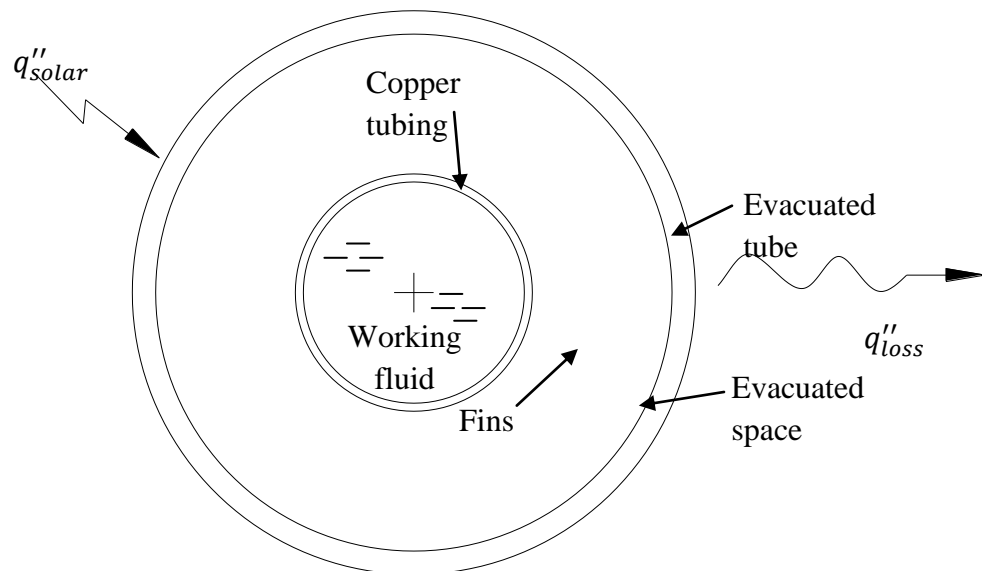 q''solar
Copper
tubing
Evacuated
tube
Working
fluid
q''loss
Fins
Evacuated
space